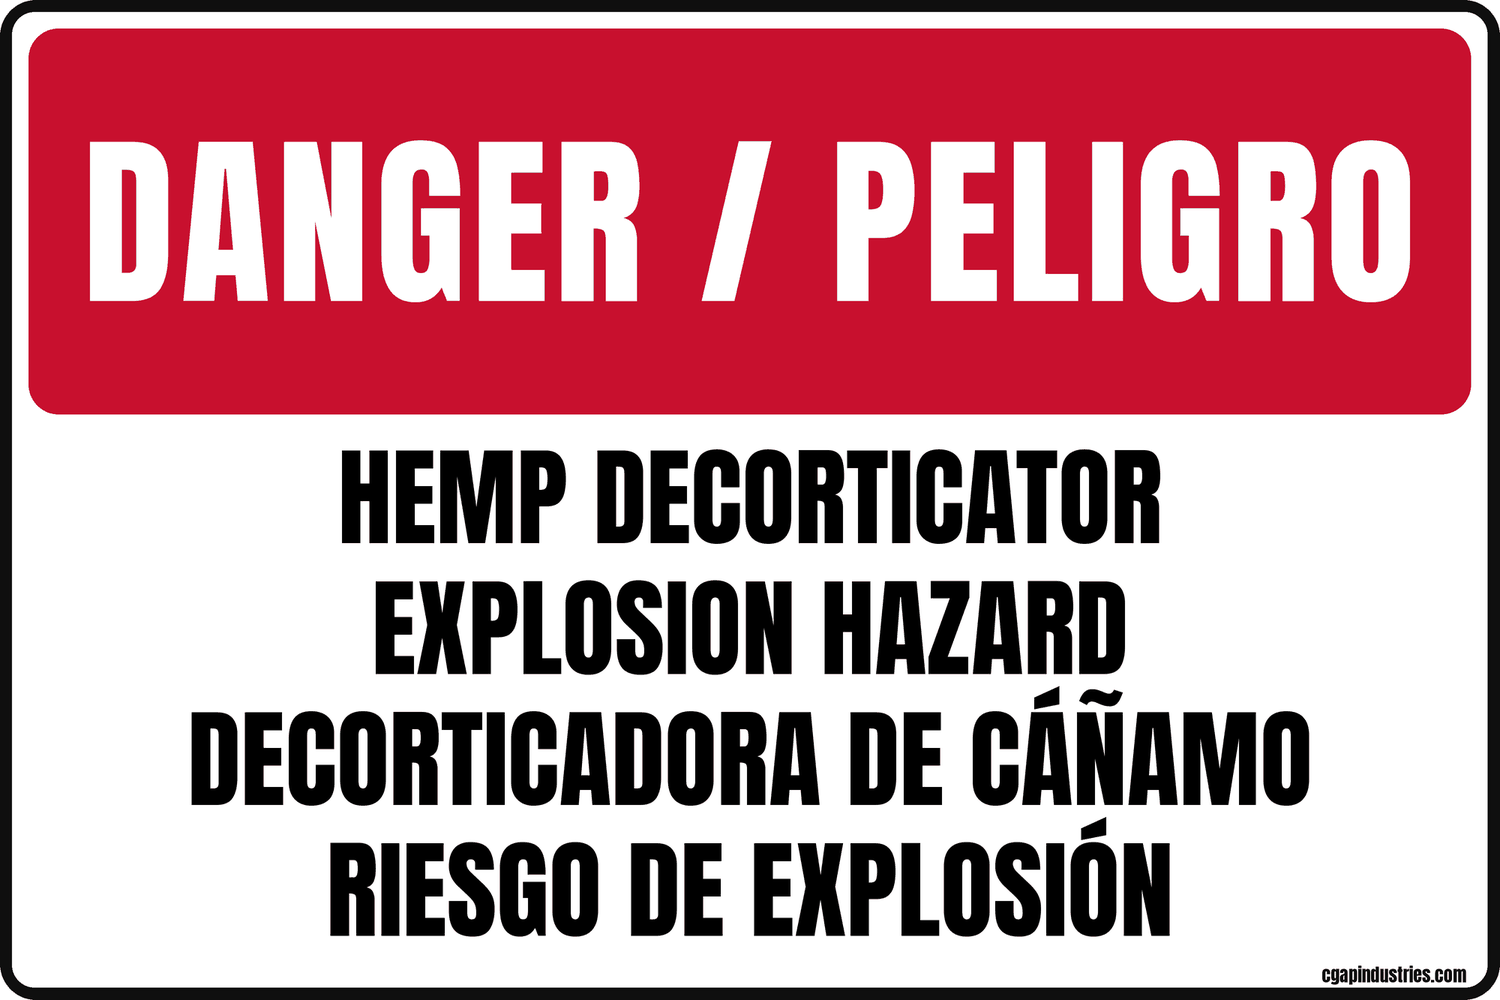 DANGER / PELIGRO
HEMP DECORTICATOR
EXPLOSION HAZARD
DECORTICADORA DE CÁÑAMO
RIESGO DE EXPLOSIÓN
cgapindustries.com